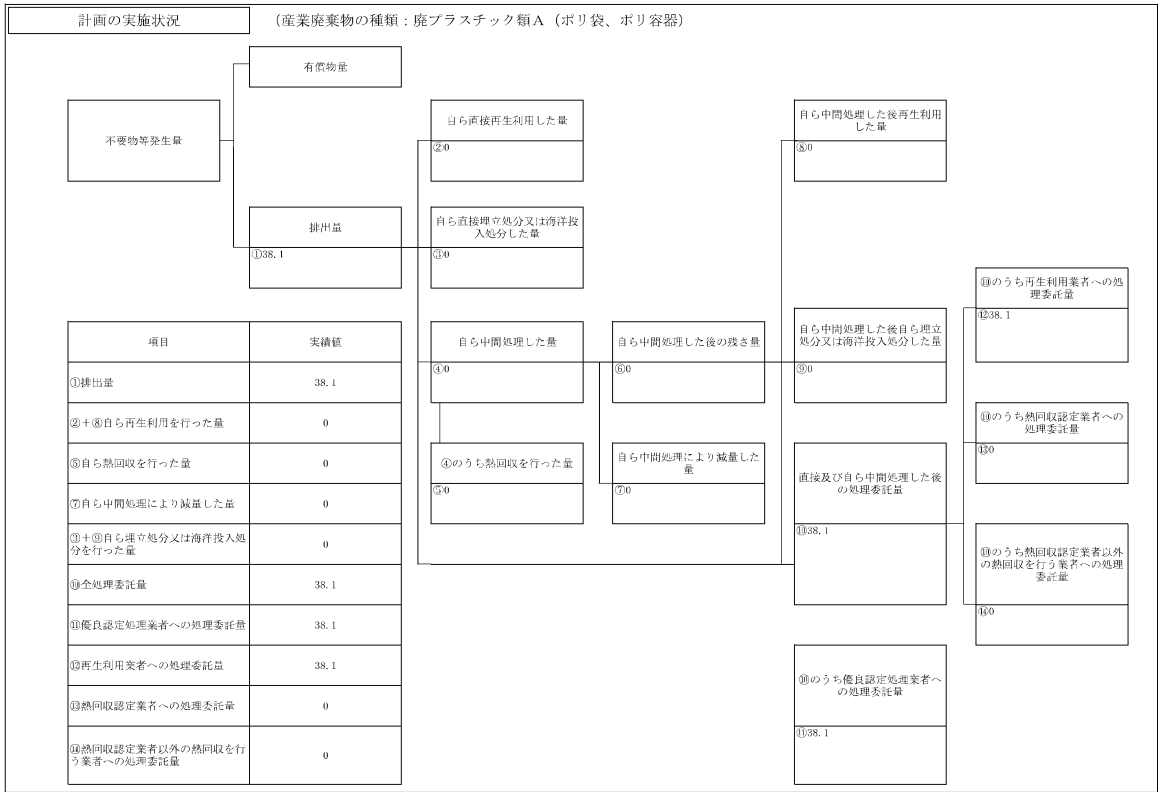 計画の実施状況
(産業廃棄物の種類：廃プラスチック類A（ポリ袋、ポリ容器）
有償物量
不要物等発生量
自ら直接再生利用した量
②0
自ら中間処理した後再生利用
した量
⑧0
排出量
①38.1
自ら直接埋立処分又は海洋投
入処分した量
③0
⑩のうち再生利用業者への処
理委託量
⑫38.1
項目
実績値
①排出量
38.1
②＋⑧自ら再生利用を行った量
0
⑤自ら熱回収を行った量
0
⑦自ら中間処理により減量した量
0
③＋⑨自ら埋立処分又は海洋投入処
分を行った量
0
⑩全処理委託量
38.1
⑪優良認定処理業者への処理委託量
38.1
⑫再生利用業者への処理委託量
38.1
⑬熱回収認定業者への処理委託量
0
⑭熱回収認定業者以外の熱回収を行
う業者への処理委託量
0
自ら中間処理した量
④0
自ら中間処理した後の残さ量
⑥0
自ら中間処理した後自ら埋立
処分又は海洋投入処分した量
⑨0
④のうち熱回収を行った量
⑤0
自ら中間処理により減量した
量
⑦0
直接及び自ら中間処理した後
の処理委託量
⑩38.1
⑩のうち熱回収認定業者への
処理委託量
⑬0
⑩のうち熱回収認定業者以外
の熱回収を行う業者への処理
委託量
⑭0
⑩のうち優良認定処理業者へ
の処理委託量
⑪38.1